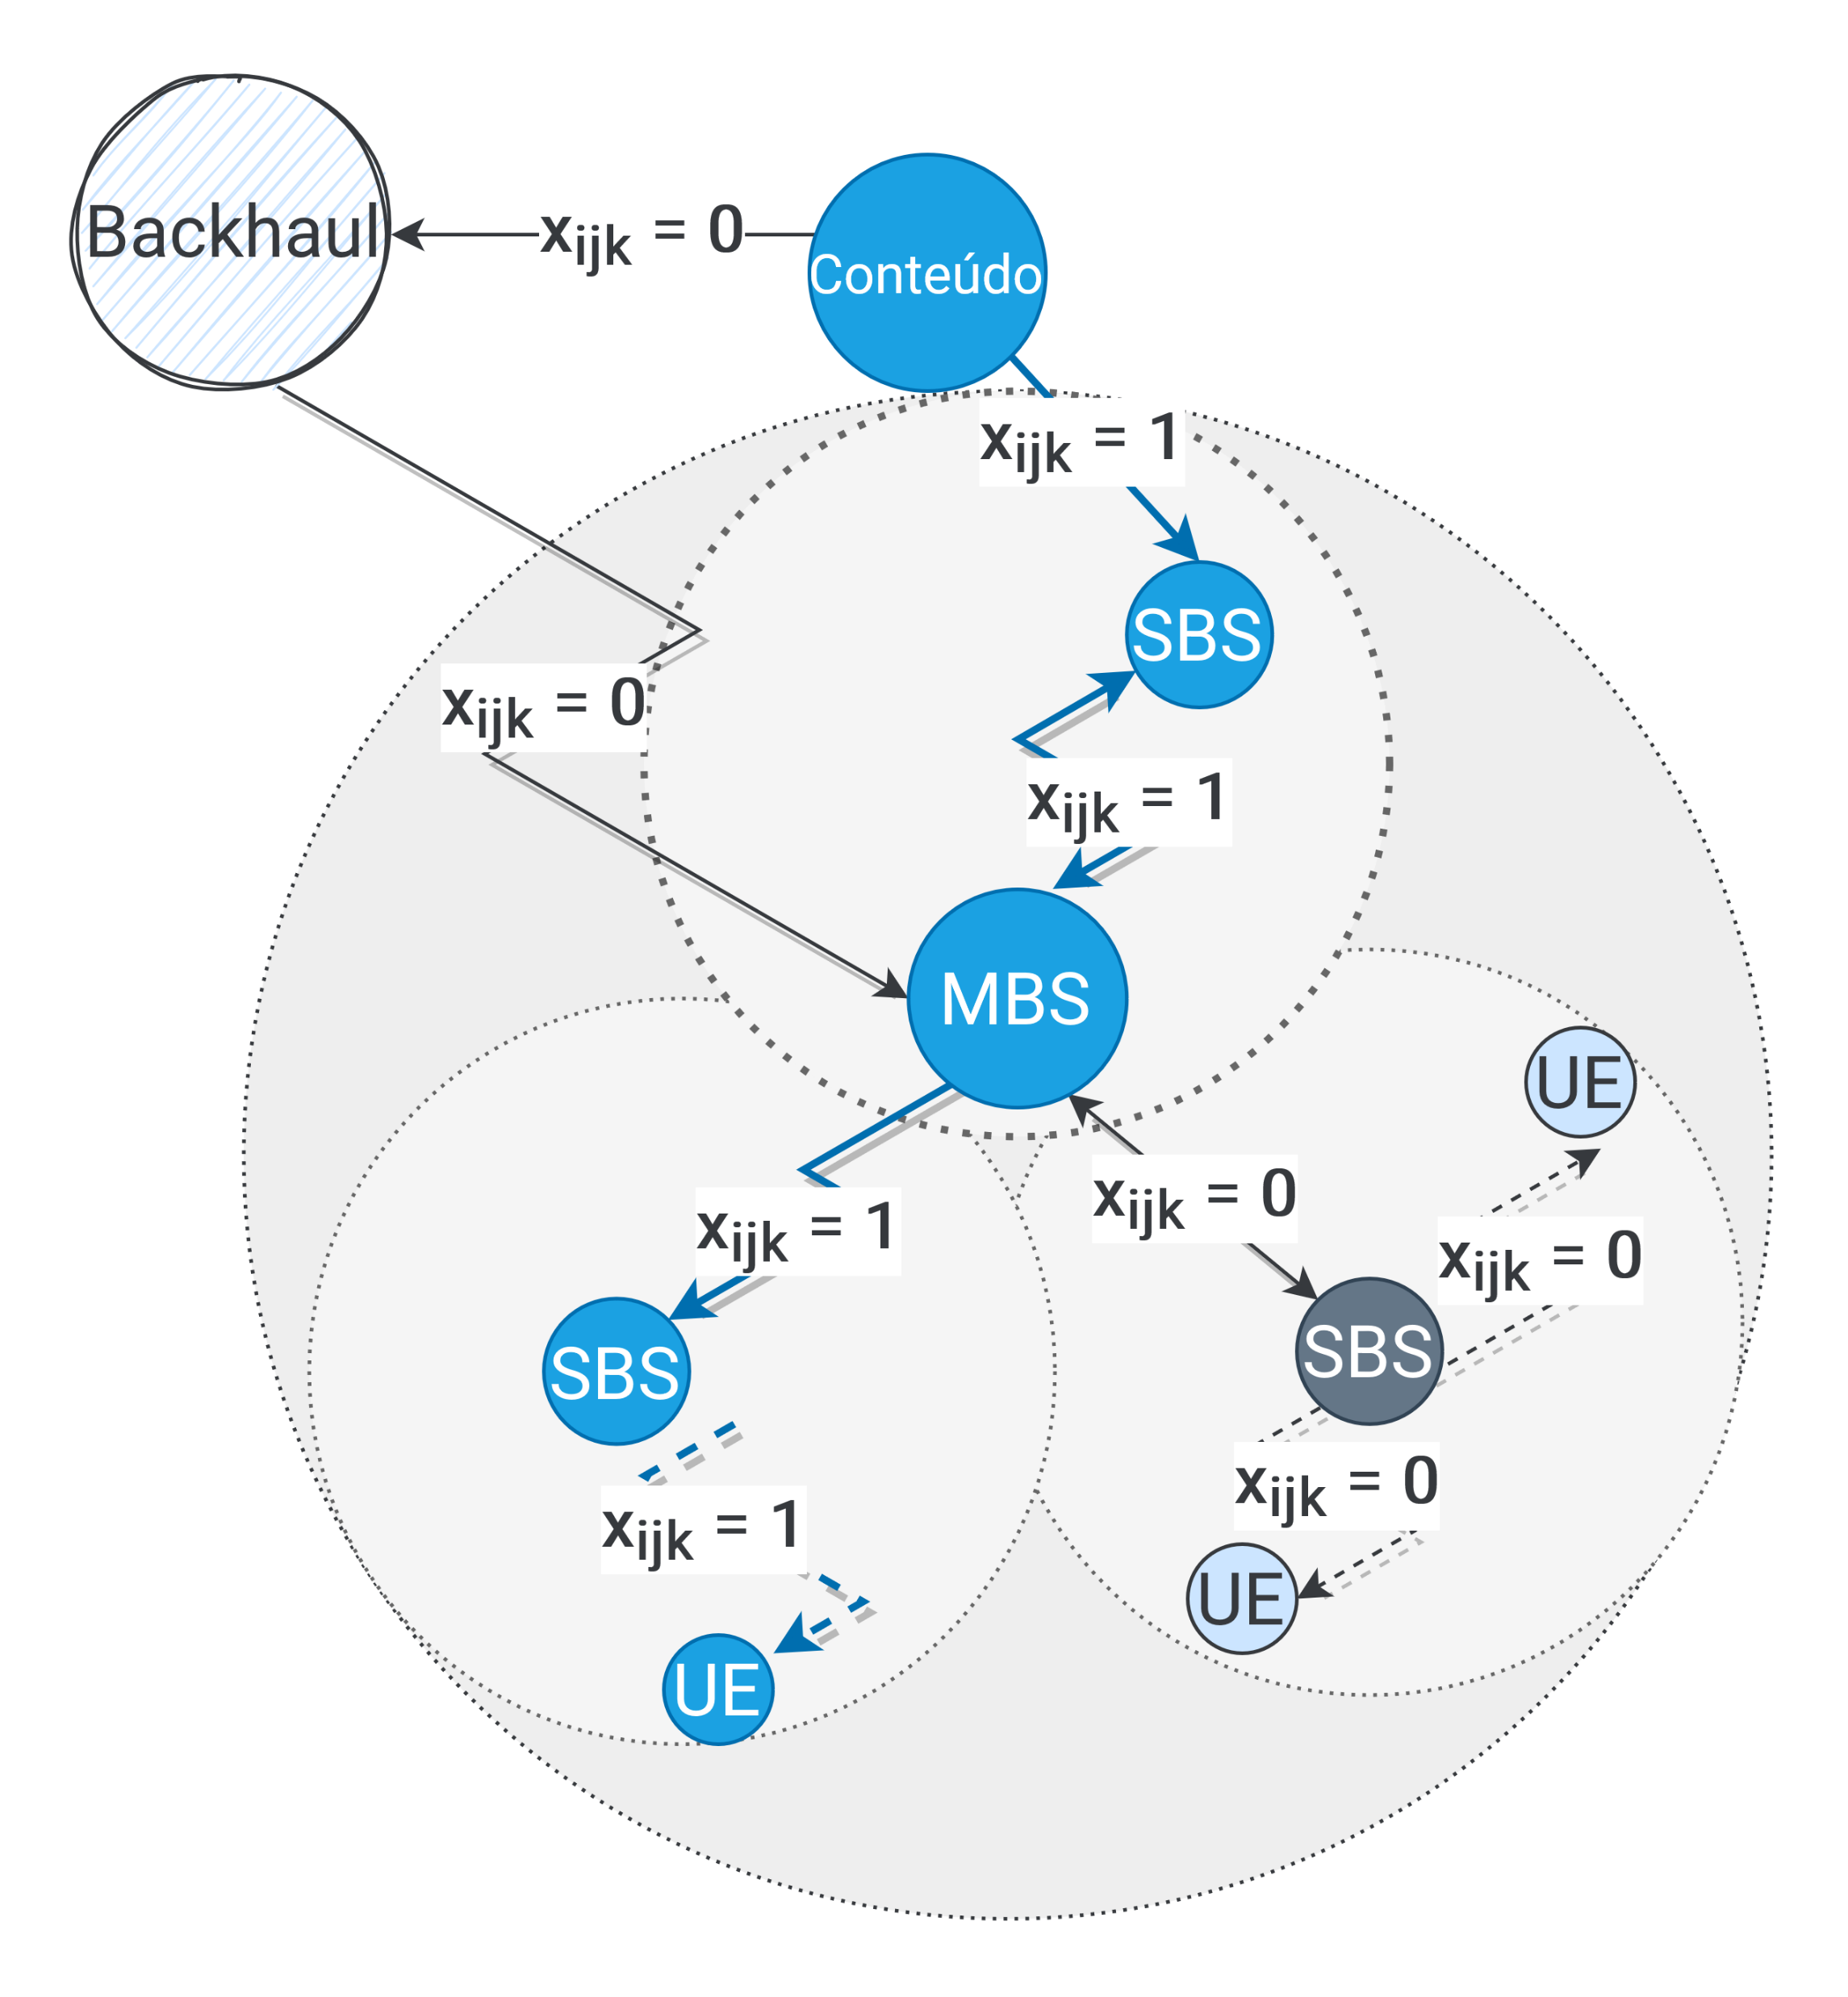 Backhaul
xijk = 0
Conteúdo
xijk = 1
SBS
xijk = 0
xijk = 1
MBS
UE
xijk = 0
xijk = 1
xijk = 0
SBS
SBS
xijk = 0
xijk = 1
UE
UE